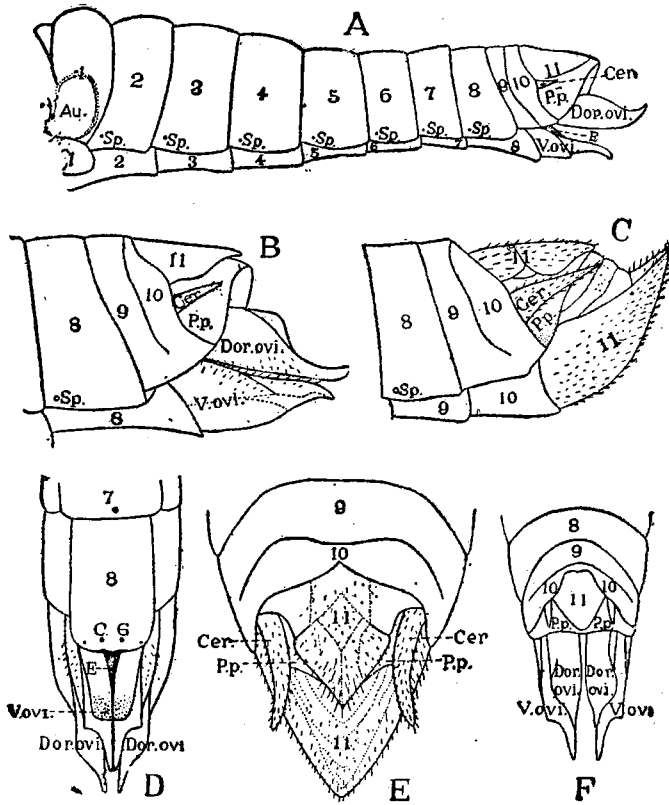 A
1 2 3 4 5 6 7 8 9 10 11
Au. Sp. Sp. Sp. Sp. Sp. Sp. Sp. P.p. Cer.
Dor.ovi.
1 2 3 4 5 6 7 8 V.ovi. E
B
8 9 10 11
Cer.
P.p.
Dor.ovi.
Sp. V.ovi.
8
C
11
8 9 10 Cer.
P.p.
11
Sp.
9 10
7
8
C G
E
V.ovi.
Dor.ovi. Dor.ovi
D
9
10
11
Cer. Cer
P.p. P.p.
11
E
8
9
10 11 10
P.p. P.p.
Dor. Dor.
ovi. ovi.
V.ovi. V.ovi
F